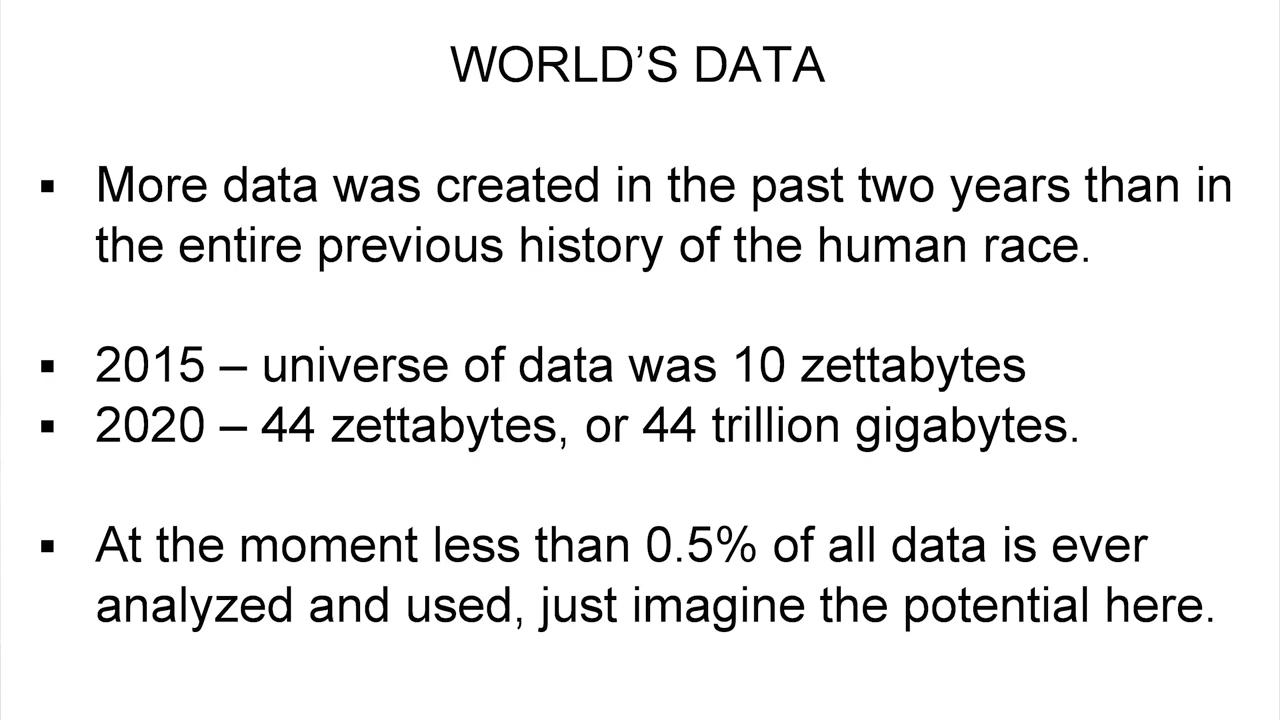 WORLD’S DATA
▪ More data was created in the past two years than in
the entire previous history of the human race.
▪ 2015 – universe of data was 10 zettabytes
▪ 2020 – 44 zettabytes, or 44 trillion gigabytes.
▪ At the moment less than 0.5% of all data is ever
analyzed and used, just imagine the potential here.